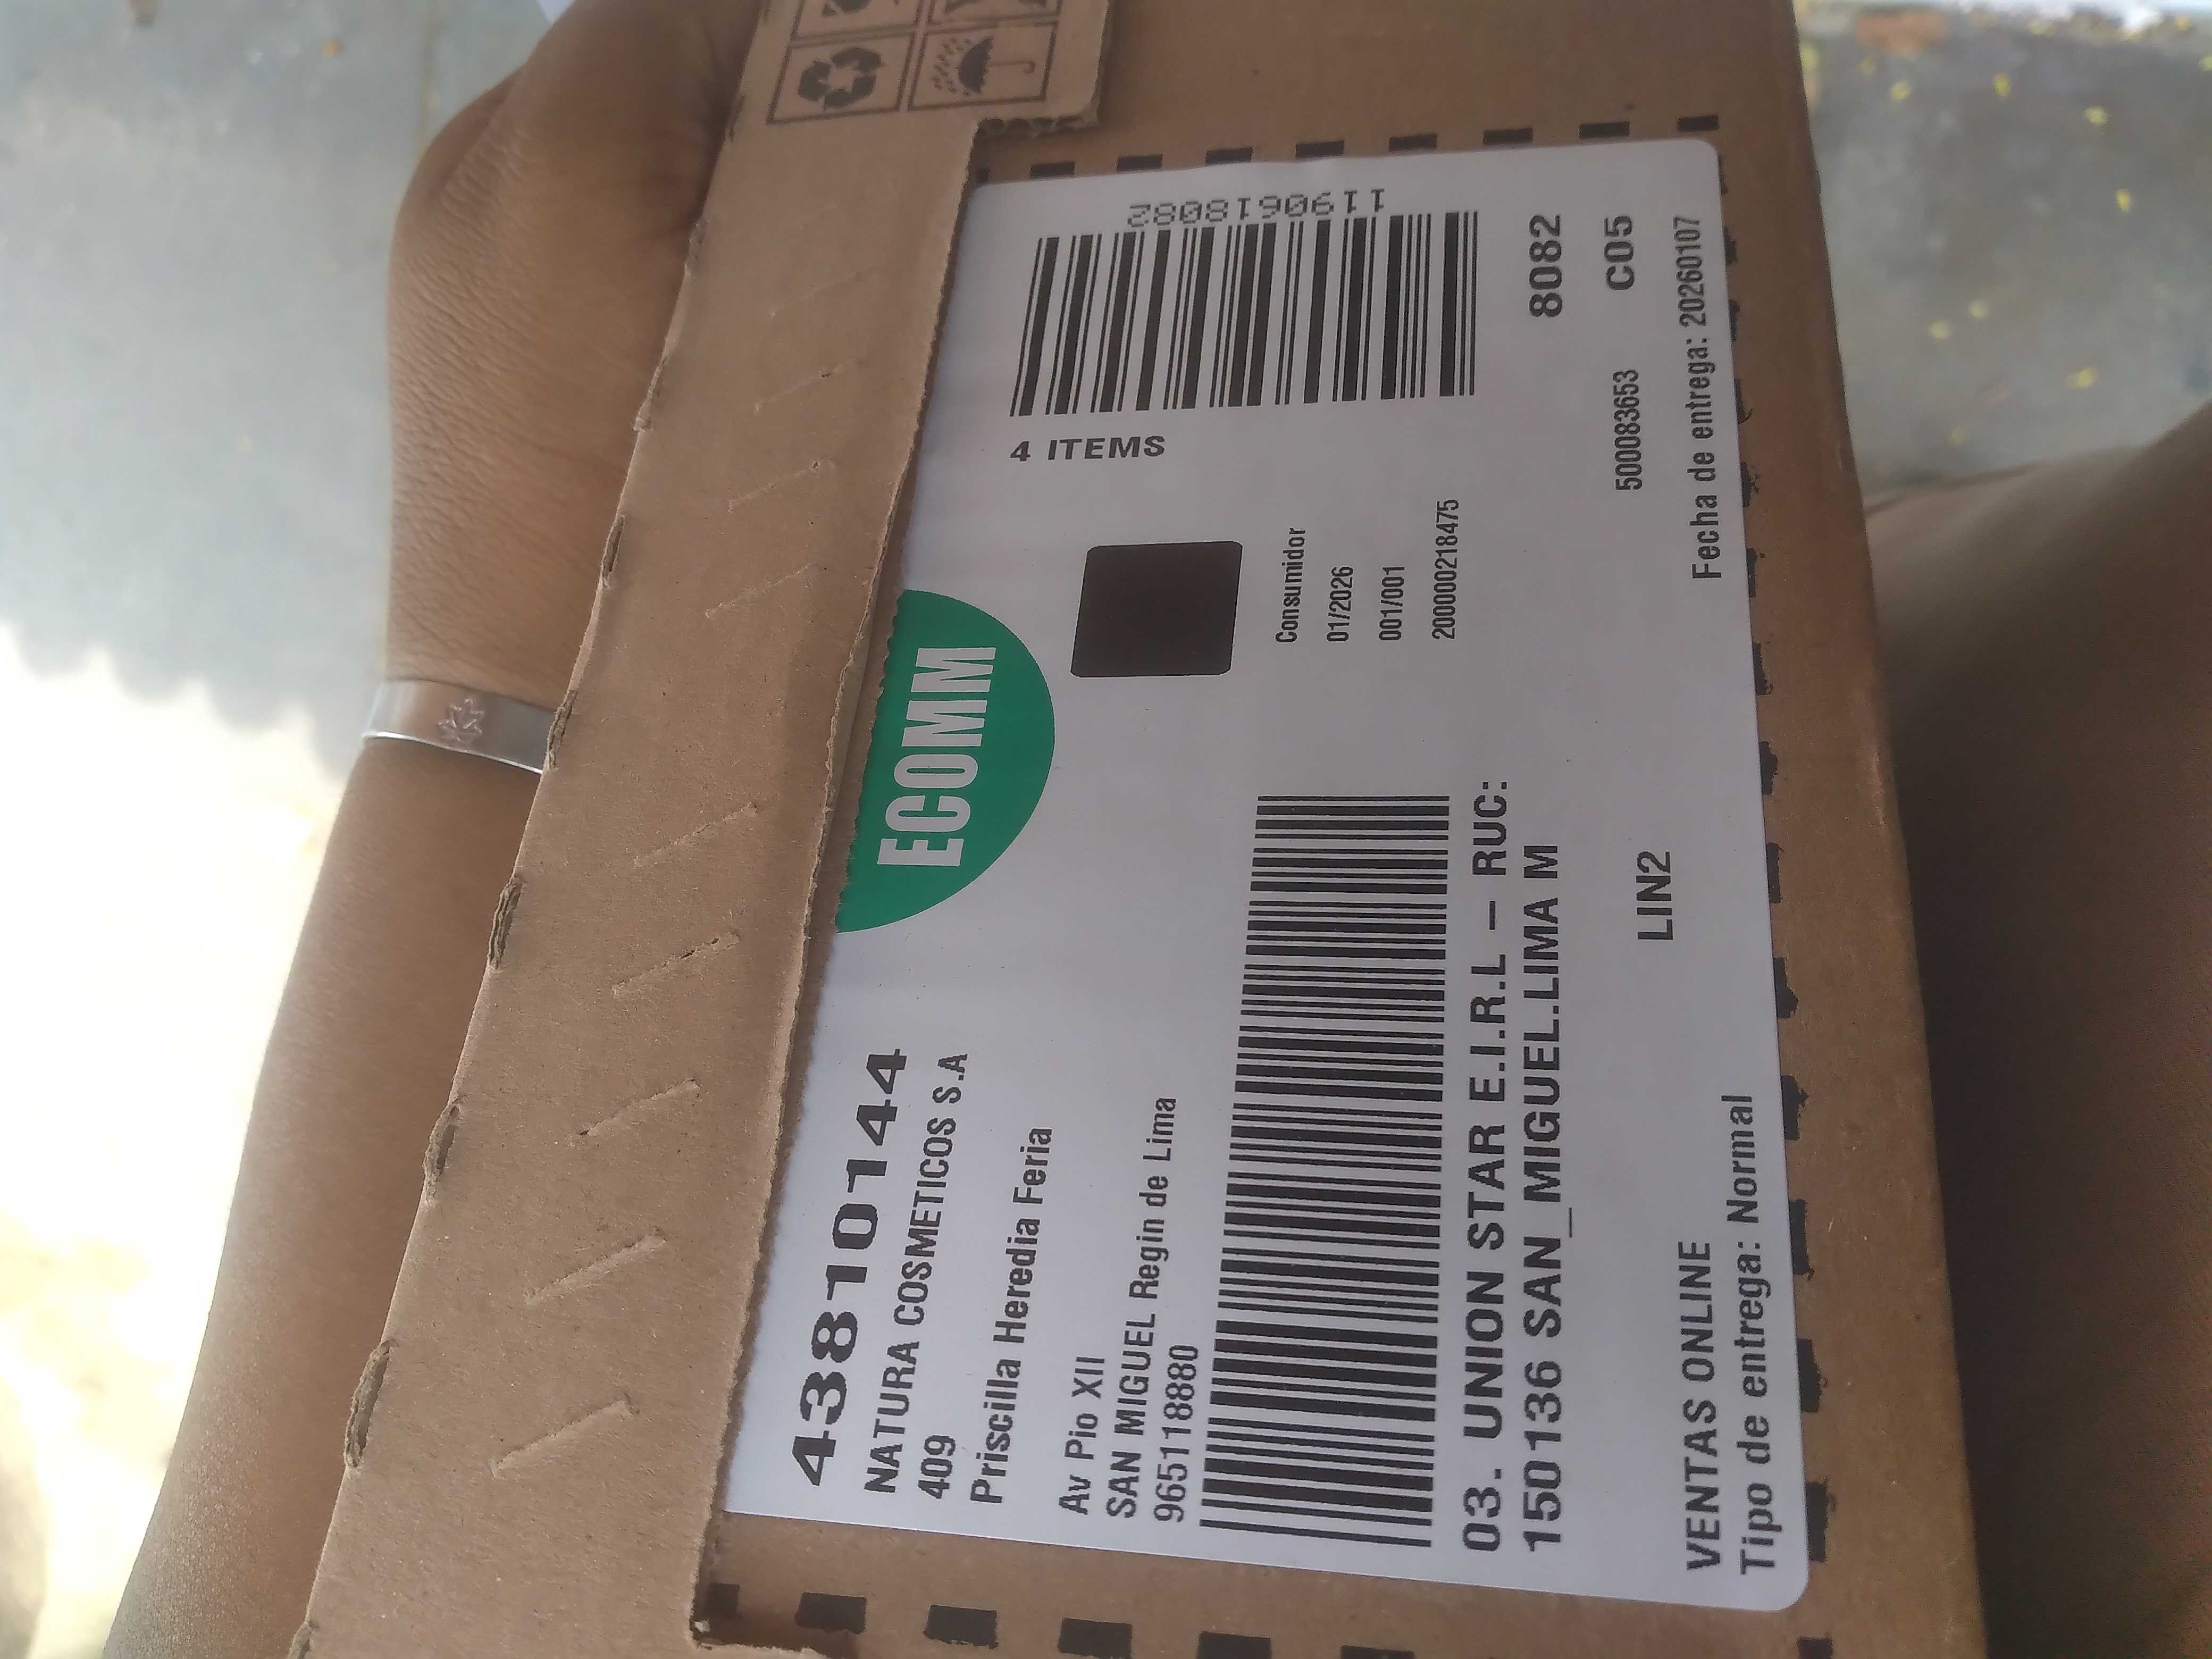 43810144
NATURA COSMETICOS S.A
409
Priscilla Heredia Feria
Av Pio XII
SAN MIGUEL Regin de Lima
965118880
ECOMM
4 ITEMS
1190618082
Consumidor
01/2026
001/001
200000218475
03. UNION STAR E.I.R.L – RUC:
150136 SAN_MIGUEL.LIMA M
8082
500083653
C05
LIN2
VENTAS ONLINE
Tipo de entrega: Normal
Fecha de entrega: 20260107